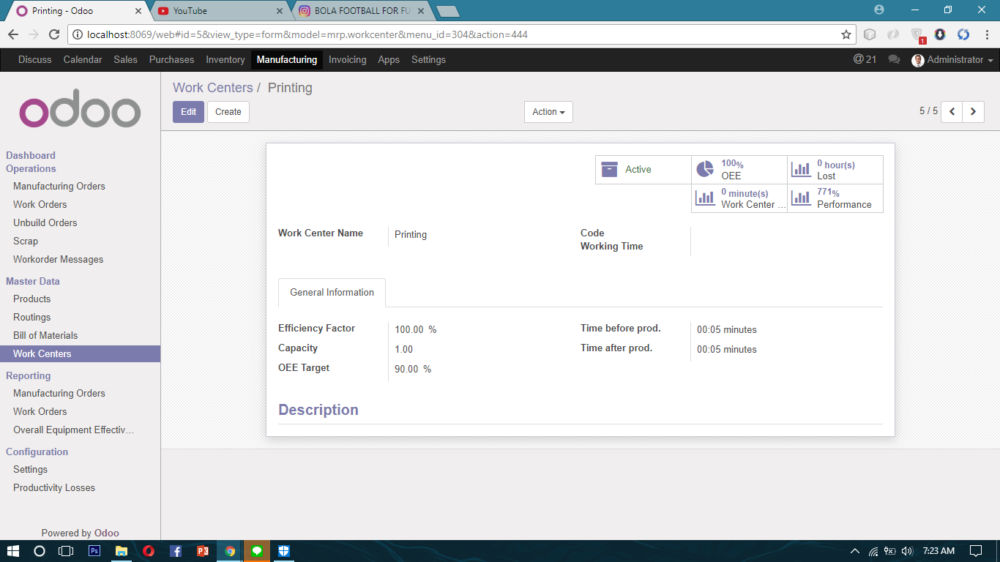 Printing - Odoo
YouTube
BOLA FOOTBALL FOR FU
localhost:8069/web#id=5&view_type=form&model=mrp.workcenter&menu_id=304&action=444
1
Discuss Calendar Sales Purchases Inventory Manufacturing Invoicing Apps Settings
@ 21
Administrator
odoo
Work Centers / Printing
Edit Create
Action
5 / 5
Dashboard
Operations
Manufacturing Orders
Work Orders
Unbuild Orders
Scrap
Workorder Messages
Master Data
Products
Routings
Bill of Materials
Work Centers
Reporting
Manufacturing Orders
Work Orders
Overall Equipment Effectiv...
Configuration
Settings
Productivity Losses
Powered by Odoo
Active
100%
OEE
0 hour(s)
Lost
0 minute(s)
Work Center ...
771%
Performance
Work Center Name Printing
Code
Working Time
General Information
Efficiency Factor 100.00 %
Capacity 1.00
OEE Target 90.00 %
Time before prod. 00:05 minutes
Time after prod. 00:05 minutes
Description
Ps
7:23 AM